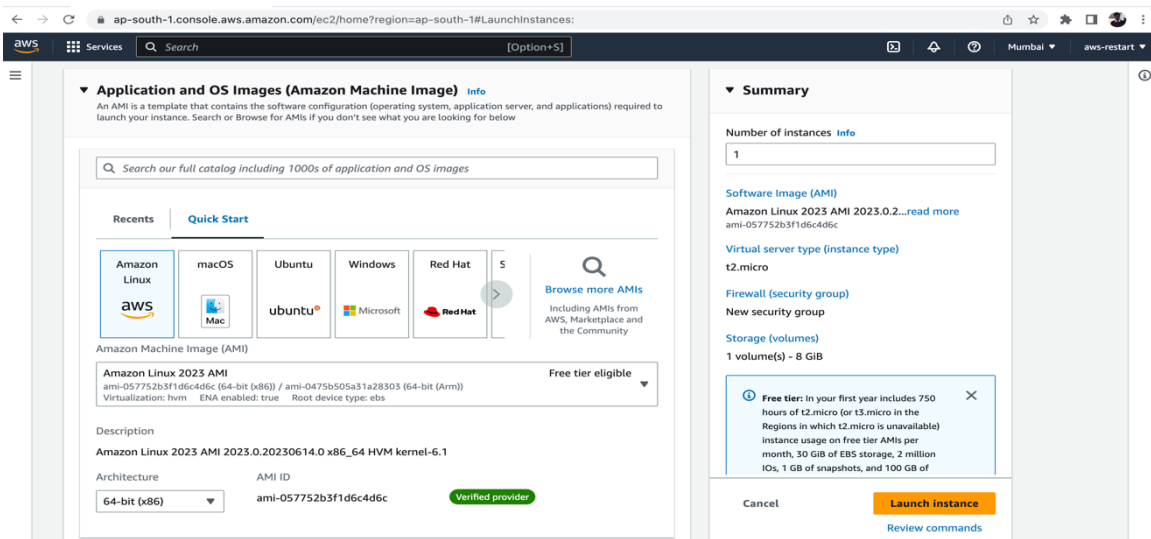 ap-south-1.console.aws.amazon.com/ec2/home?region=ap-south-1#LaunchInstances:
aws
Services
Search
[Option+S]
Mumbai
aws-restart
Application and OS Images (Amazon Machine Image) Info
An AMI is a template that contains the software configuration (operating system, application server, and applications) required to
launch your instance. Search or Browse for AMIs if you don't see what you are looking for below
Search our full catalog including 1000s of application and OS images
Recents
Quick Start
Amazon
Linux
aws
macOS
Mac
Ubuntu
ubuntu
Windows
Microsoft
Red Hat
Red Hat
S
Browse more AMIs
Including AMIs from
AWS, Marketplace and
the Community
Amazon Machine Image (AMI)
Amazon Linux 2023 AMI
Free tier eligible
ami-057752b3f1d6c4d6c (64-bit (x86)) / ami-0475b505a31a28303 (64-bit (Arm))
Virtualization: hvm ENA enabled: true Root device type: ebs
Description
Amazon Linux 2023 AMI 2023.0.20230614.0 x86_64 HVM kernel-6.1
Architecture
AMI ID
64-bit (x86)
ami-057752b3f1d6c4d6c
Verified provider
Summary
Number of instances Info
1
Software Image (AMI)
Amazon Linux 2023 AMI 2023.0.2...read more
ami-057752b3f1d6c4d6c
Virtual server type (instance type)
t2.micro
Firewall (security group)
New security group
Storage (volumes)
1 volume(s) - 8 GiB
Free tier: In your first year includes 750
hours of t2.micro (or t3.micro in the
Regions in which t2.micro is unavailable)
instance usage on free tier AMIs per
month, 30 GiB of EBS storage, 2 million
IOs, 1 GB of snapshots, and 100 GB of
Cancel
Launch instance
Review commands